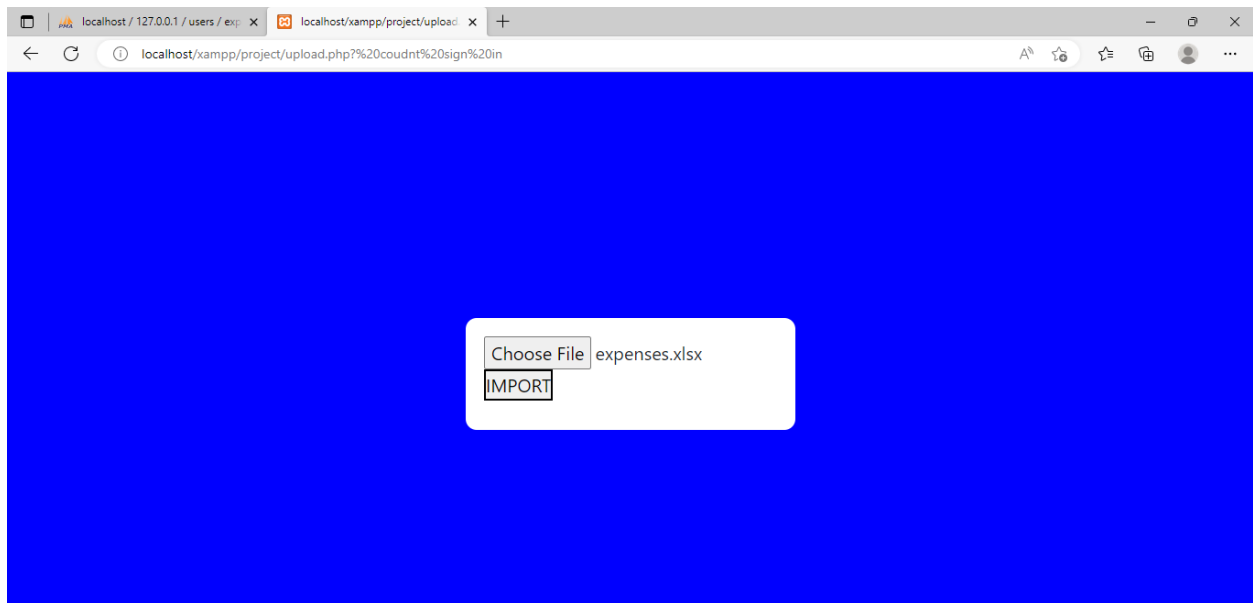 PMA localhost / 127.0.0.1 / users / exp
localhost/xampp/project/upload.
localhost/xampp/project/upload.php?%20coudnt%20sign%20in
Choose File expenses.xlsx
IMPORT